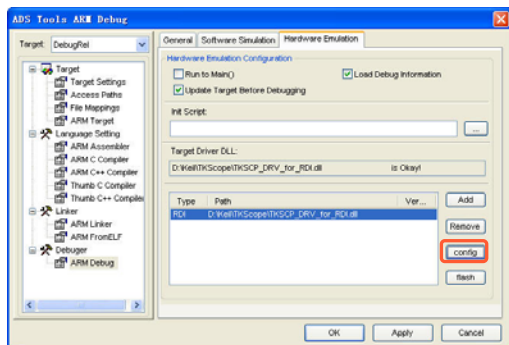 ADS Tools ARM Debug
Target: DebugRel
Target
Target Settings
Access Paths
File Mappings
ARM Target
Language Setting
ARM Assembler
ARM C Compiler
ARM C++ Compiler
Thumb C Compiler
Thumb C++ Compiler
Linker
ARM Linker
ARM FromELF
Debuger
ARM Debug
General Software Simulation Hardware Emulation
Hardware Emulation Configuration
Run to Main() Load Debug Information
Update Target Before Debugging
Init Script:
...
Target Driver DLL:
D:\Keil\TKScope\TKSCP_DRV_for_RDI.dll is Okay!
Type Path Ver...
RDI D:\Keil\TKScope\TKSCP_DRV_for_RDI.dll
Add
Remove
config
flash
OK Apply Cancel